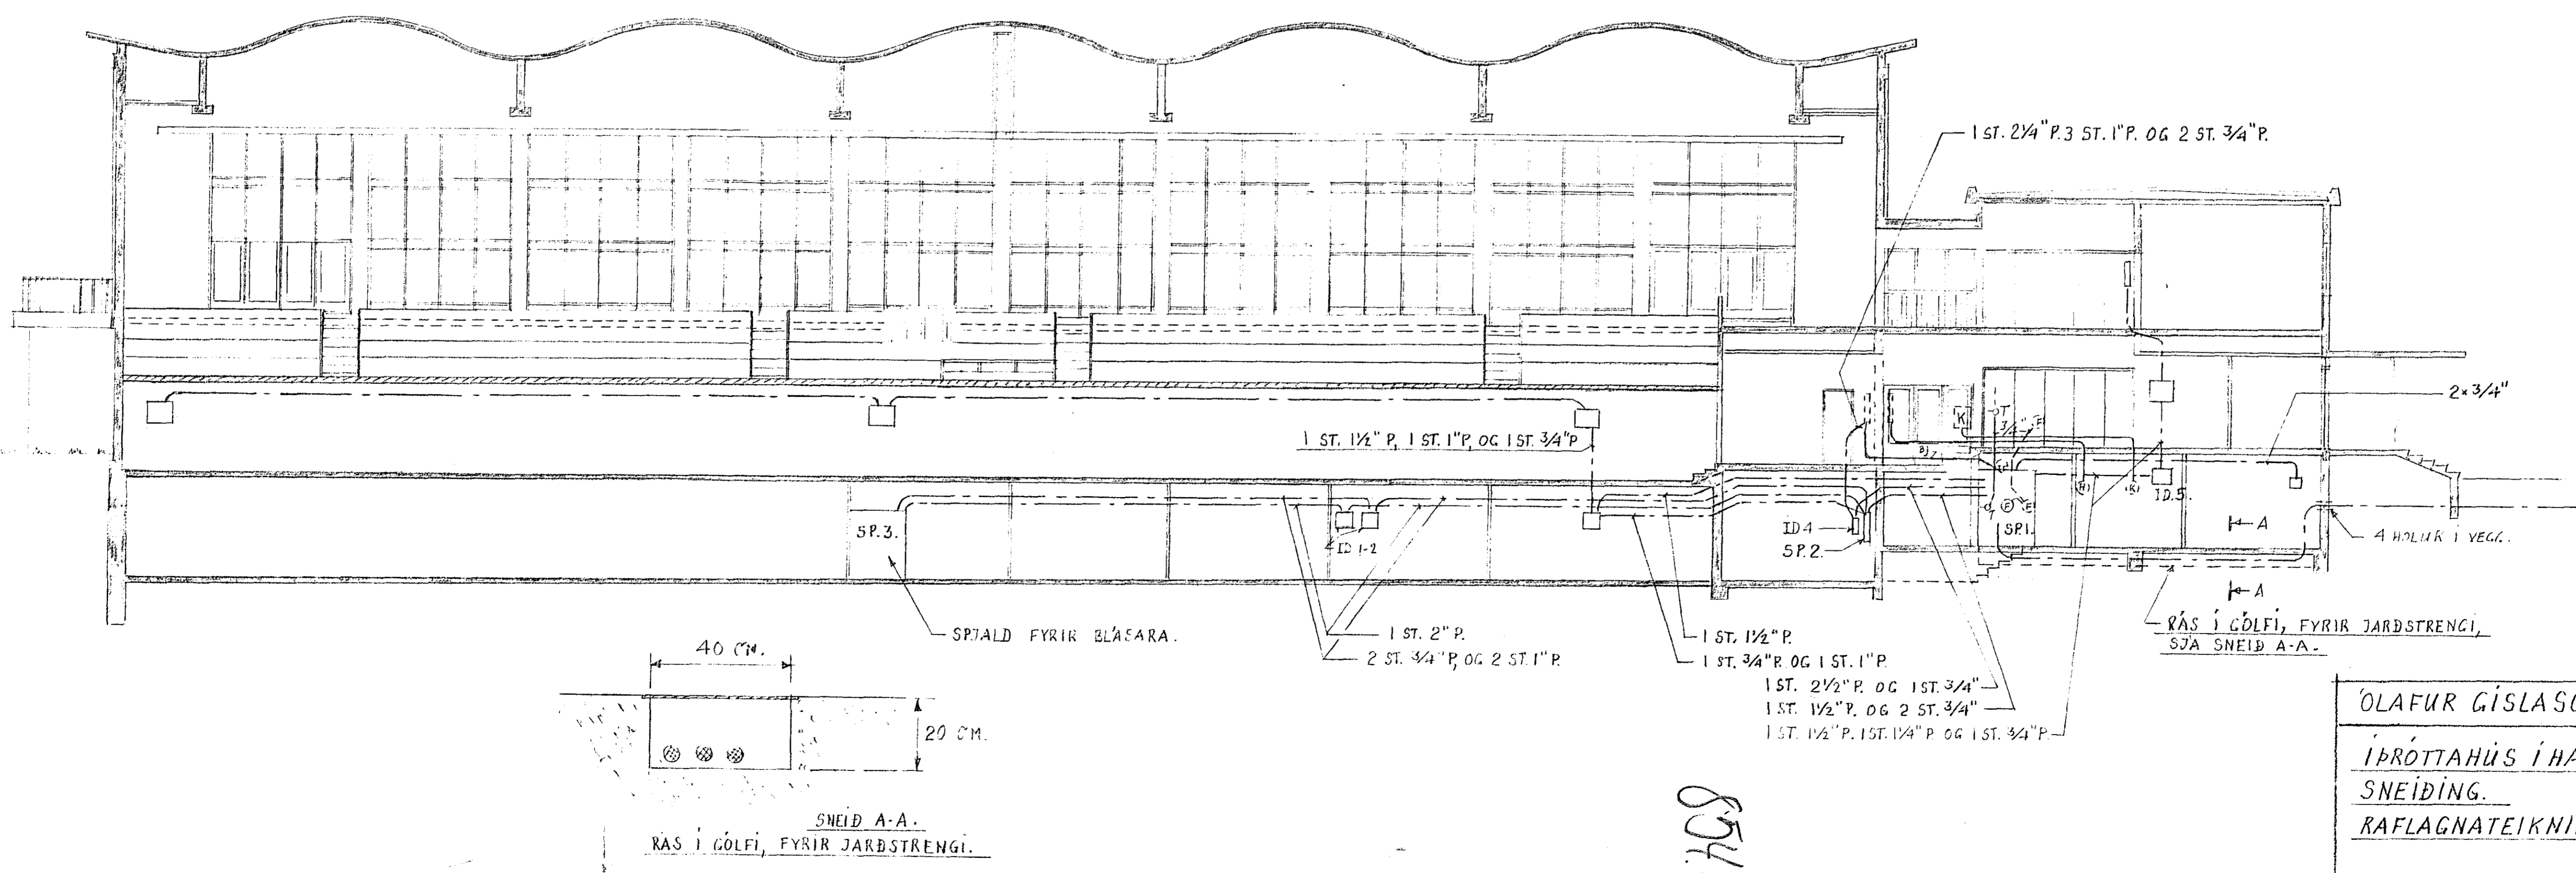 1 ST. 2¼" P. 3 ST. 1" P. OG 2 ST. ¾" P.
2×3/4"
1 ST. 1½" P, 1 ST. 1" P, OG 1 ST. ¾" P
K
T
3/4"
E
H
K
ID.5.
SP.3.
ID 1-2
ID 4
SP.2.
F
E
SP.1.
A
4 HOLUR Í VEGG.
A
SPJALD FYRIR BLÁSARA.
1 ST. 2" P.
2 ST. ¾" P, OG 2 ST. 1" P.
1 ST. 1½" P.
1 ST. ¾" P. OG 1 ST. 1" P.
1 ST. 2½" P. OG 1 ST. ¾"
1 ST. 1½" P. OG 2 ST. ¾"
1 ST. 1½" P. 1 ST. 1¼" P OG 1 ST. ¾" P.
RÁS Í GÓLFI, FYRIR JARÐSTRENGI,
SJÁ SNEIÐ A-A.
40 CM.
20 CM.
SNEIÐ A-A.
RÁS Í GÓLFI, FYRIR JARÐSTRENGI.
854.
ÓLAFUR GÍSLASO
ÍÞRÓTTAHÚS Í HA
SNEIÐING.
RAFLAGNATEIKNI